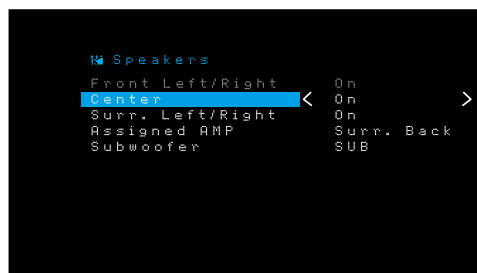 Speakers
Front Left/Right On
Center < On >
Surr. Left/Right On
Assigned AMP Surr. Back
Subwoofer SUB